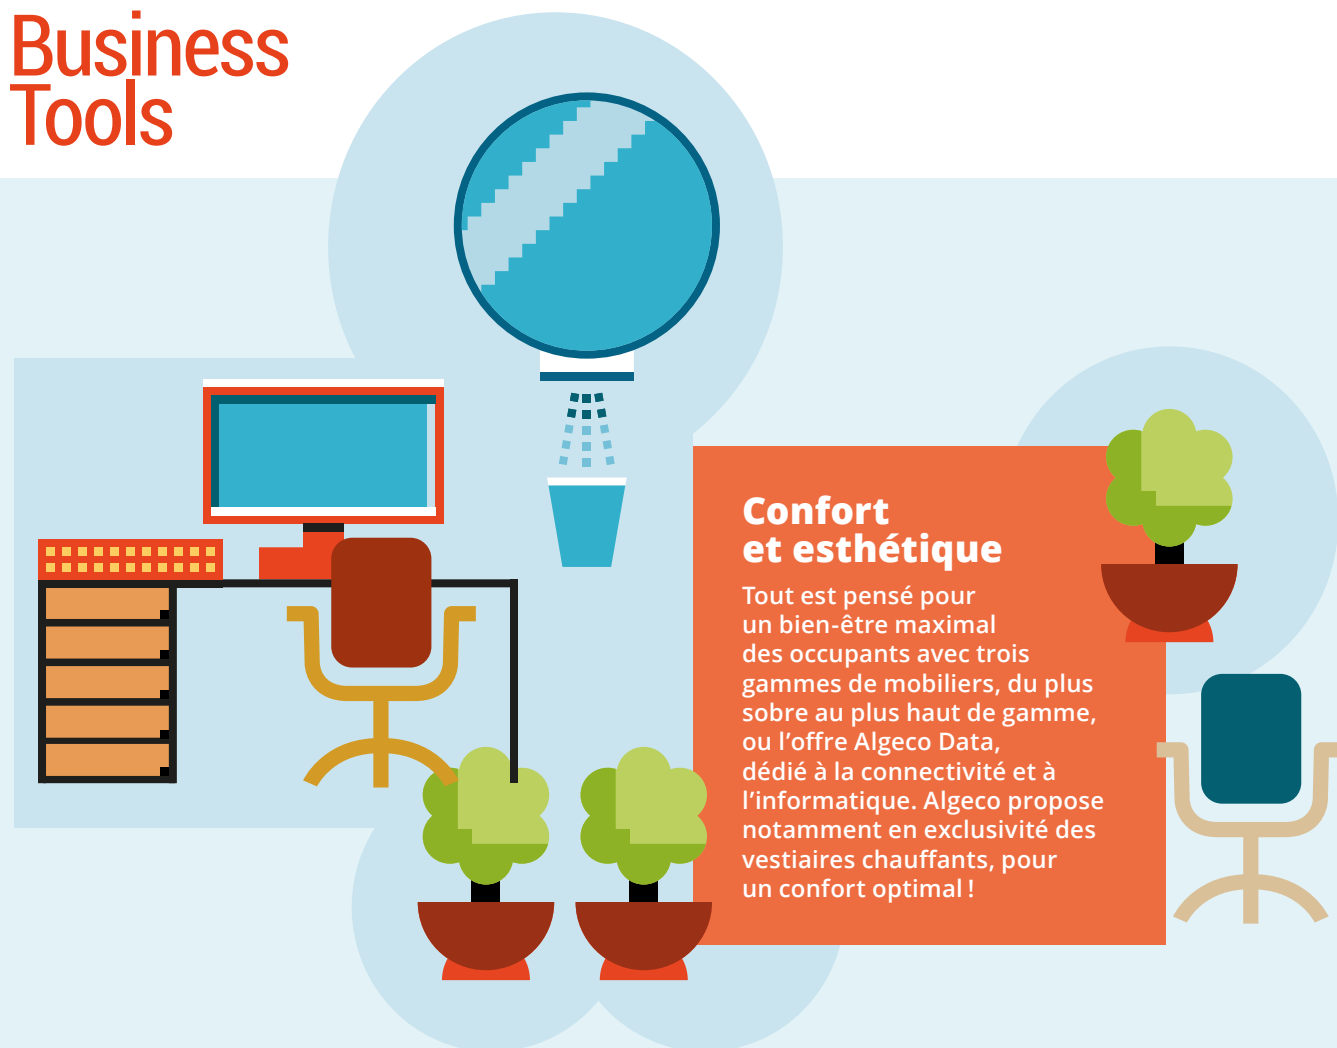 Business
Tools
Confort
et esthétique
Tout est pensé pour
un bien-être maximal
des occupants avec trois
gammes de mobiliers, du plus
sobre au plus haut de gamme,
ou l’offre Algeco Data,
dédié à la connectivité et à
l’informatique. Algeco propose
notamment en exclusivité des
vestiaires chauffants, pour
un confort optimal !